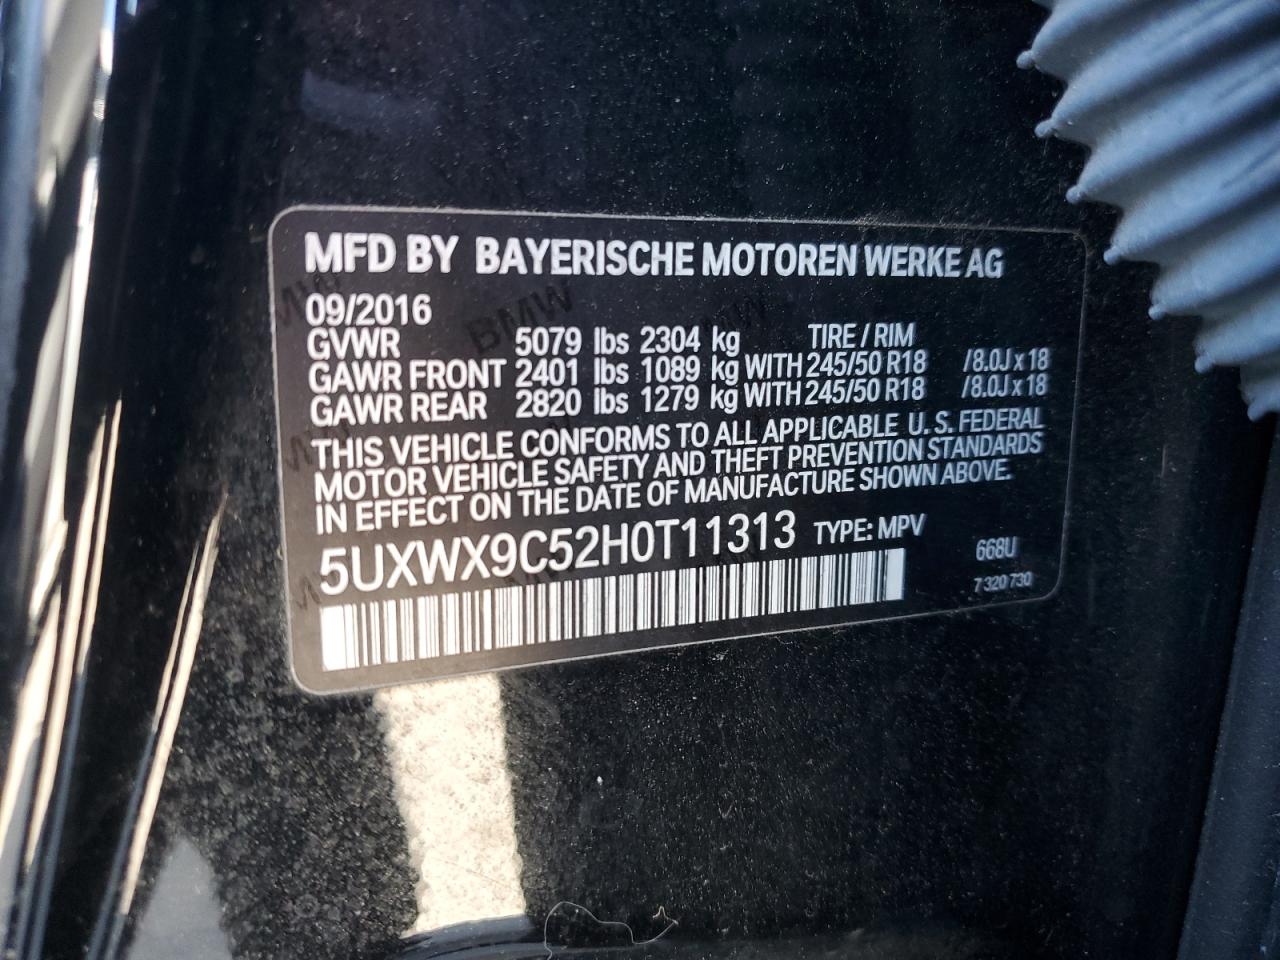 MFD BY BAYERISCHE MOTOREN WERKE AG
09/2016
GVWR 5079 lbs 2304 kg TIRE / RIM
GAWR FRONT 2401 lbs 1089 kg WITH 245/50 R18 /8.0J x 18
GAWR REAR 2820 lbs 1279 kg WITH 245/50 R18 /8.0J x 18
THIS VEHICLE CONFORMS TO ALL APPLICABLE U.S. FEDERAL
MOTOR VEHICLE SAFETY AND THEFT PREVENTION STANDARDS
IN EFFECT ON THE DATE OF MANUFACTURE SHOWN ABOVE.
5UXWX9C52H0T11313 TYPE: MPV
668U
7 320 730
BMW